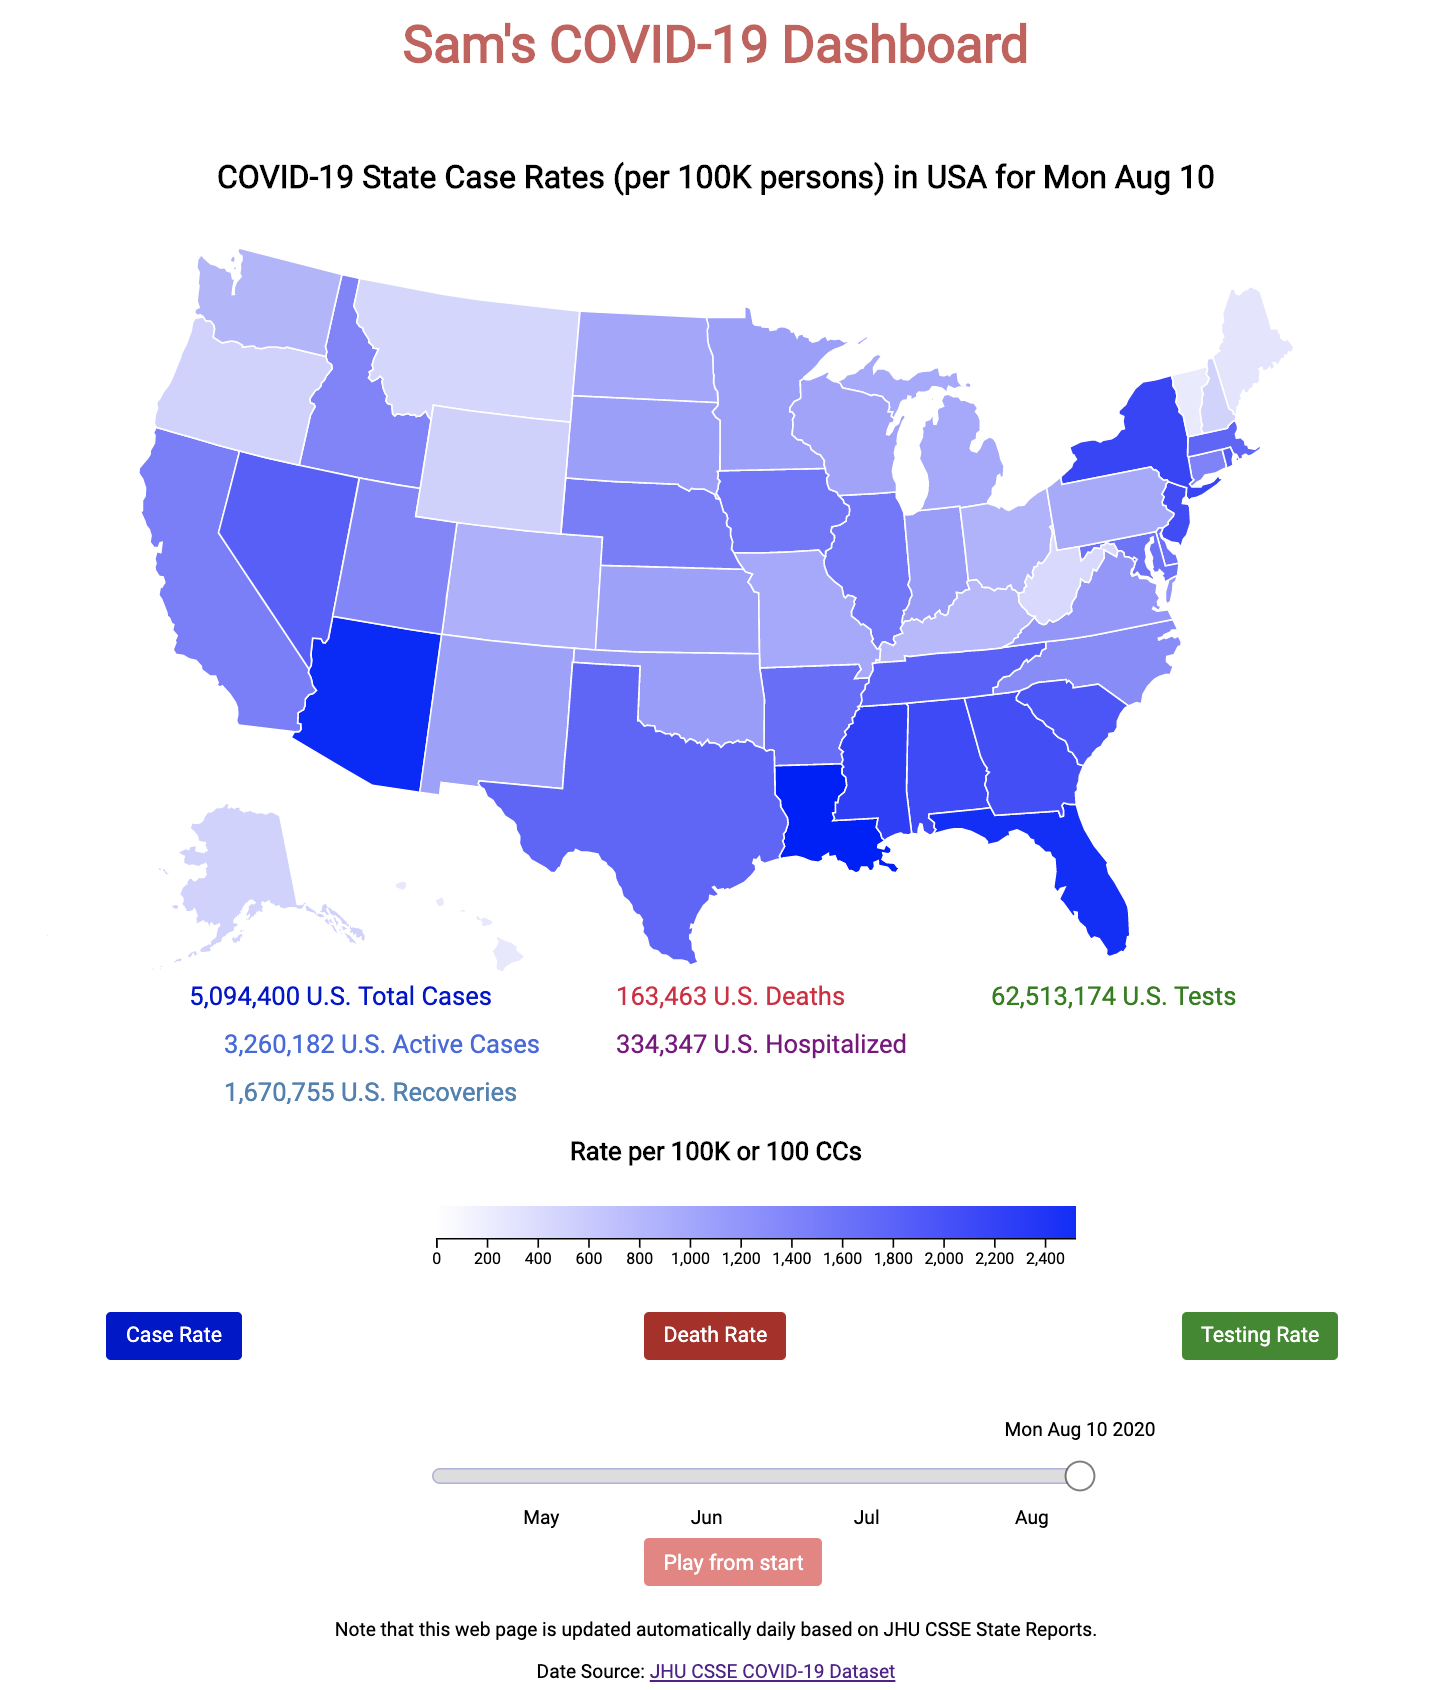 Sam's COVID-19 Dashboard
COVID-19 State Case Rates (per 100K persons) in USA for Mon Aug 10
5,094,400 U.S. Total Cases
163,463 U.S. Deaths
62,513,174 U.S. Tests
3,260,182 U.S. Active Cases
334,347 U.S. Hospitalized
1,670,755 U.S. Recoveries
Rate per 100K or 100 CCs
0 200 400 600 800 1,000 1,200 1,400 1,600 1,800 2,000 2,200 2,400
Case Rate
Death Rate
Testing Rate
Mon Aug 10 2020
May Jun Jul Aug
Play from start
Note that this web page is updated automatically daily based on JHU CSSE State Reports.
Date Source: JHU CSSE COVID-19 Dataset